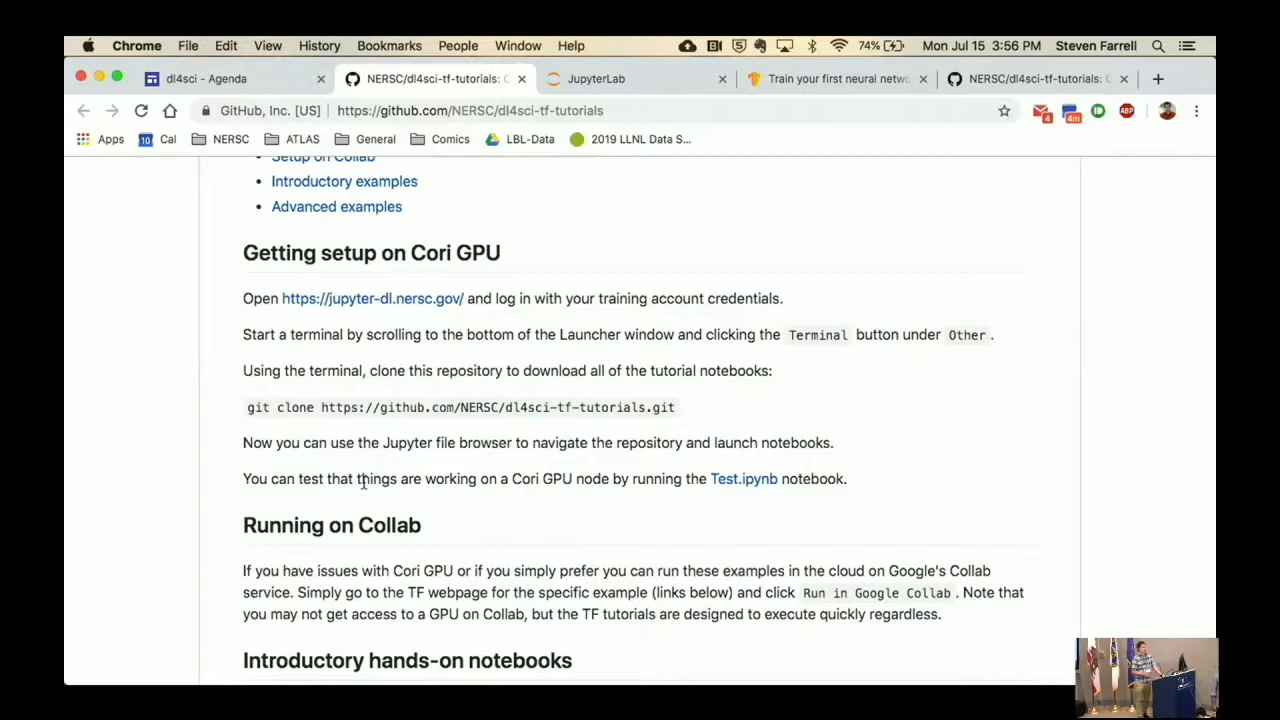 Chrome File Edit View History Bookmarks People Window Help 74% Mon Jul 15 3:56 PM Steven Farrell
dl4sci - Agenda NERSC/dl4sci-tf-tutorials: C JupyterLab Train your first neural netwo NERSC/dl4sci-tf-tutorials: C
GitHub, Inc. [US] https://github.com/NERSC/dl4sci-tf-tutorials 4 4m ABP
Apps 10 Cal NERSC ATLAS General Comics LBL-Data 2019 LLNL Data S...
Setup on Collab
Introductory examples
Advanced examples
Getting setup on Cori GPU
Open https://jupyter-dl.nersc.gov/ and log in with your training account credentials.
Start a terminal by scrolling to the bottom of the Launcher window and clicking the Terminal button under Other.
Using the terminal, clone this repository to download all of the tutorial notebooks:
git clone https://github.com/NERSC/dl4sci-tf-tutorials.git
Now you can use the Jupyter file browser to navigate the repository and launch notebooks.
You can test that things are working on a Cori GPU node by running the Test.ipynb notebook.
Running on Collab
If you have issues with Cori GPU or if you simply prefer you can run these examples in the cloud on Google's Collab
service. Simply go to the TF webpage for the specific example (links below) and click Run in Google Collab. Note that
you may not get access to a GPU on Collab, but the TF tutorials are designed to execute quickly regardless.
Introductory hands-on notebooks